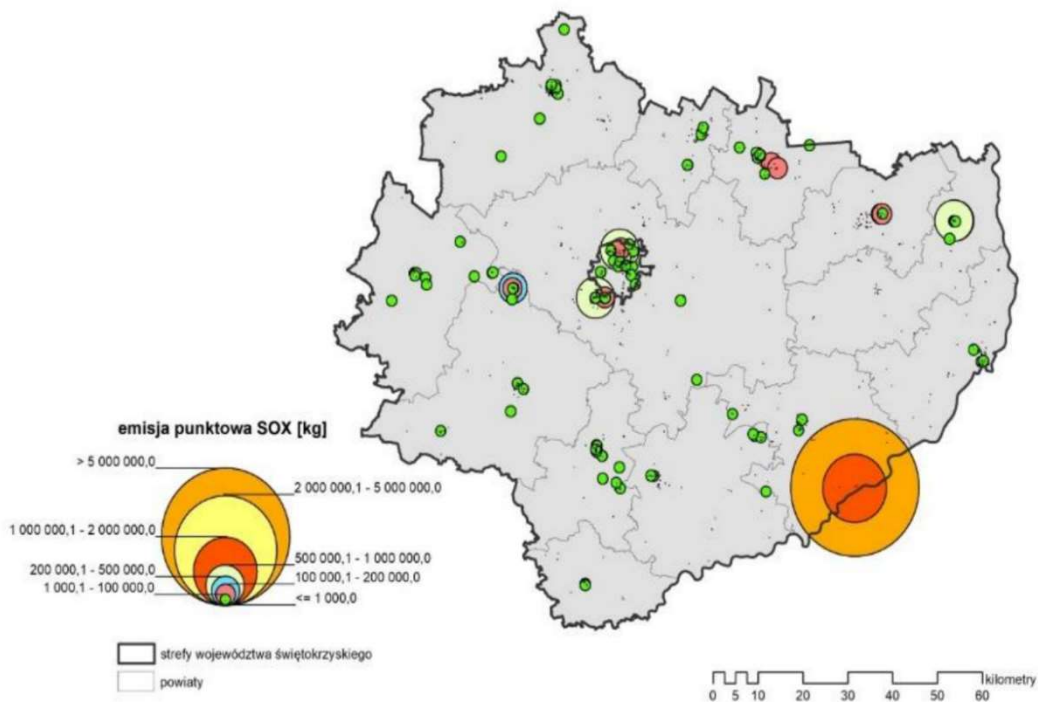 emisja punktowa SOX [kg]
> 5 000 000,0
2 000 000,1 - 5 000 000,0
1 000 000,1 - 2 000 000,0
500 000,1 - 1 000 000,0
200 000,1 - 500 000,0
100 000,1 - 200 000,0
1 000,1 - 100 000,0
<= 1 000,0
strefy województwa świętokrzyskiego
powiaty
kilometry
0 5 10 20 30 40 50 60